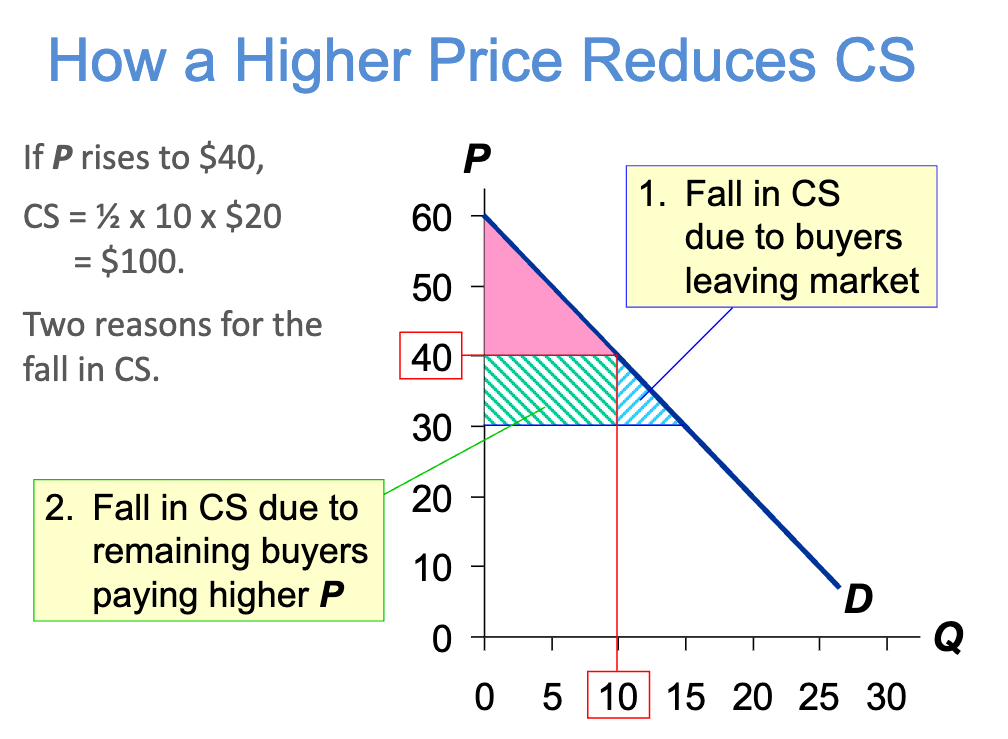 How a Higher Price Reduces CS
If P rises to $40,
CS = ½ x 10 x $20
= $100.
Two reasons for the
fall in CS.
P
1. Fall in CS
due to buyers
leaving market
60
50
40
30
20
10
0
2. Fall in CS due to
remaining buyers
paying higher P
D
Q
0 5 10 15 20 25 30